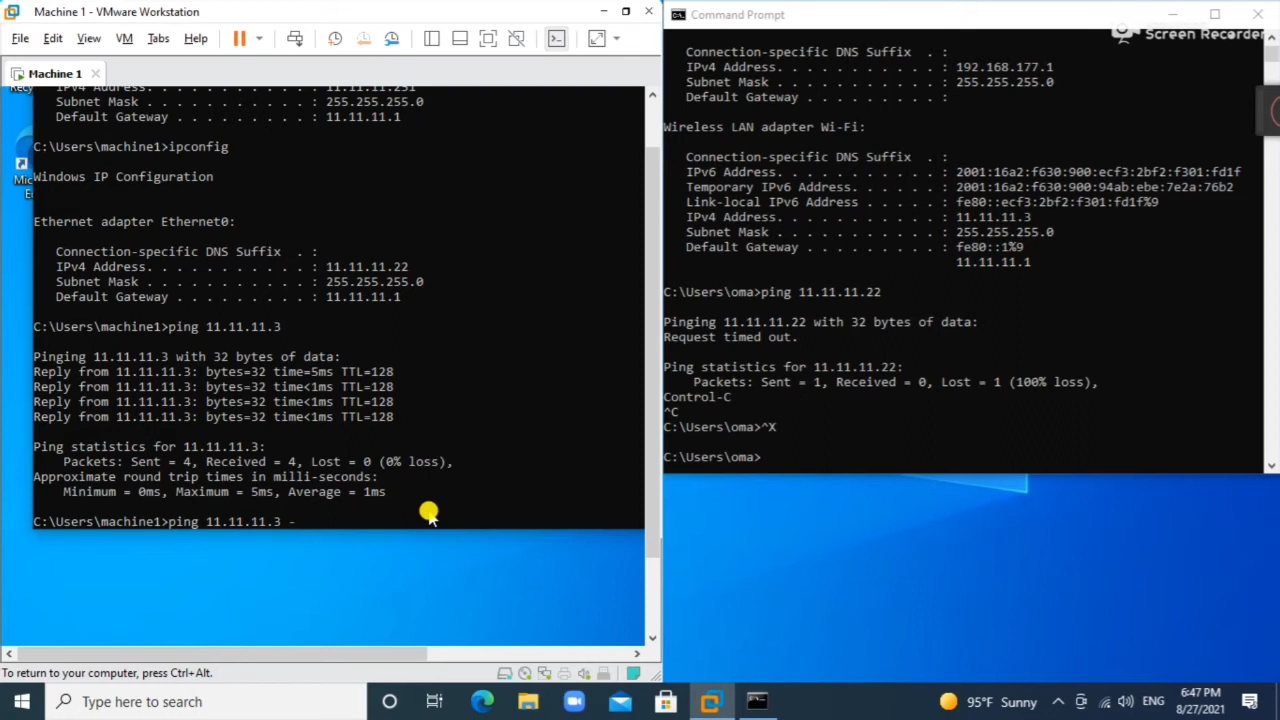 Machine 1 - VMware Workstation
File Edit View VM Tabs Help
Machine 1
IPv4 Address. . . . . . . . . . . : 11.11.11.251
Subnet Mask . . . . . . . . . . . : 255.255.255.0
Default Gateway . . . . . . . . . : 11.11.11.1
C:\Users\machine1>ipconfig
Windows IP Configuration
Ethernet adapter Ethernet0:
Connection-specific DNS Suffix . :
IPv4 Address. . . . . . . . . . . : 11.11.11.22
Subnet Mask . . . . . . . . . . . : 255.255.255.0
Default Gateway . . . . . . . . . : 11.11.11.1
C:\Users\machine1>ping 11.11.11.3
Pinging 11.11.11.3 with 32 bytes of data:
Reply from 11.11.11.3: bytes=32 time=5ms TTL=128
Reply from 11.11.11.3: bytes=32 time<1ms TTL=128
Reply from 11.11.11.3: bytes=32 time<1ms TTL=128
Reply from 11.11.11.3: bytes=32 time<1ms TTL=128
Ping statistics for 11.11.11.3:
Packets: Sent = 4, Received = 4, Lost = 0 (0% loss),
Approximate round trip times in milli-seconds:
Minimum = 0ms, Maximum = 5ms, Average = 1ms
C:\Users\machine1>ping 11.11.11.3 -
To return to your computer, press Ctrl+Alt.
Command Prompt
Screen Recorder
Connection-specific DNS Suffix . :
IPv4 Address. . . . . . . . . . . : 192.168.177.1
Subnet Mask . . . . . . . . . . . : 255.255.255.0
Default Gateway . . . . . . . . . :
Wireless LAN adapter Wi-Fi:
Connection-specific DNS Suffix . :
IPv6 Address. . . . . . . . . . . : 2001:16a2:f630:900:ecf3:2bf2:f301:fd1f
Temporary IPv6 Address. . . . . . : 2001:16a2:f630:900:94ab:ebe:7e2a:76b2
Link-local IPv6 Address . . . . . : fe80::ecf3:2bf2:f301:fd1f%9
IPv4 Address. . . . . . . . . . . : 11.11.11.3
Subnet Mask . . . . . . . . . . . : 255.255.255.0
Default Gateway . . . . . . . . . : fe80::1%9
11.11.11.1
C:\Users\oma>ping 11.11.11.22
Pinging 11.11.11.22 with 32 bytes of data:
Request timed out.
Ping statistics for 11.11.11.22:
Packets: Sent = 1, Received = 0, Lost = 1 (100% loss),
Control-C
^C
C:\Users\oma>^X
C:\Users\oma>
Type here to search
95°F Sunny
ENG
6:47 PM
8/27/2021